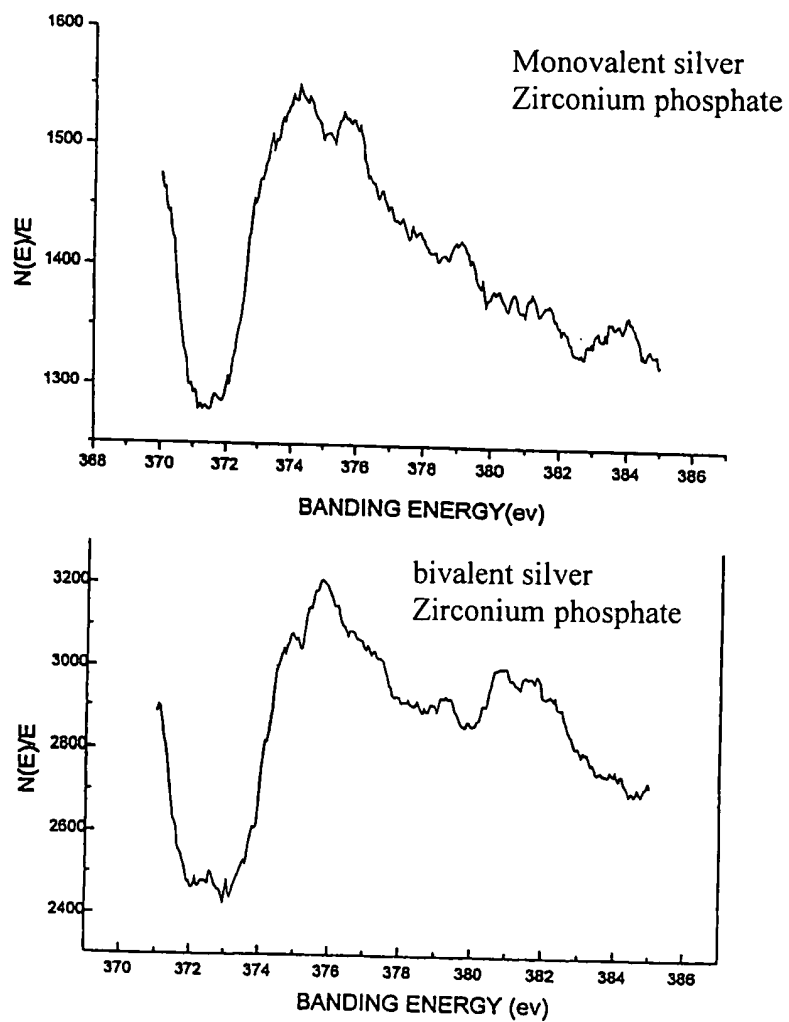 1600
1500
1400
1300
N(E)/E
Monovalent silver
Zirconium phosphate
368 370 372 374 376 378 380 382 384 386
BANDING ENERGY(ev)
3200
3000
2800
2600
2400
N(E)/E
bivalent silver
Zirconium phosphate
370 372 374 376 378 380 382 384 386
BANDING ENERGY (ev)